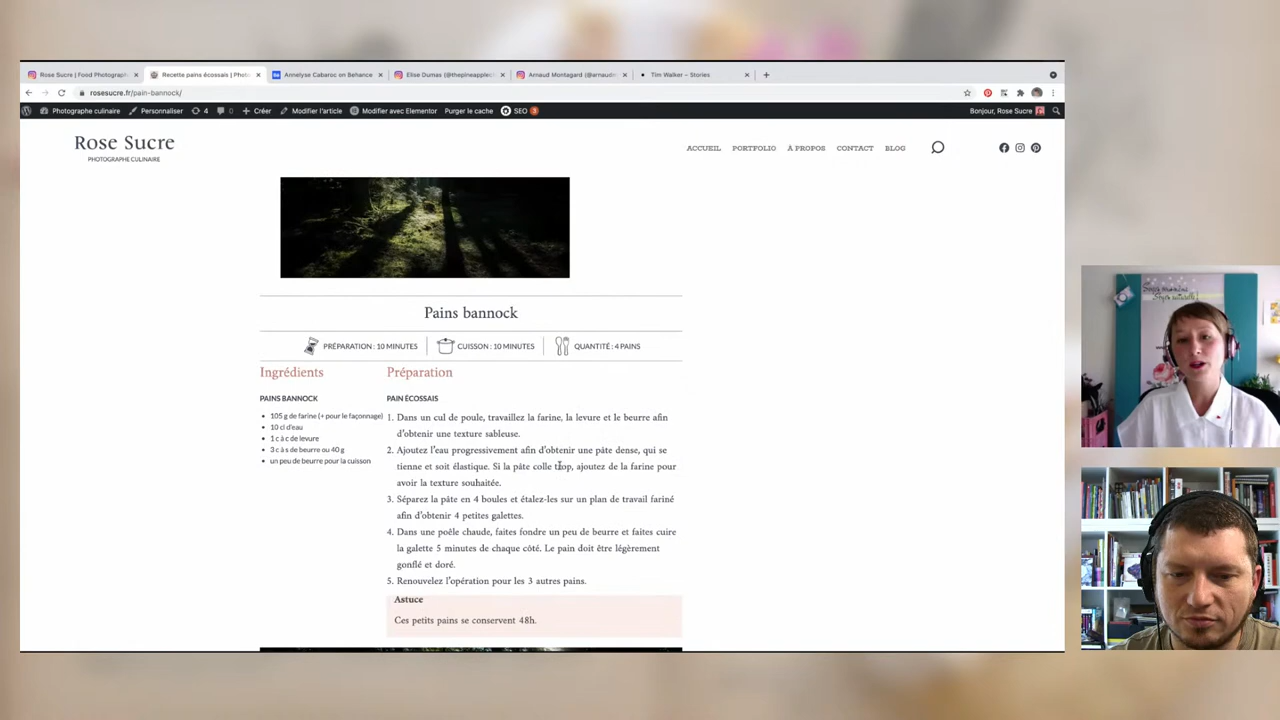 Rose Sucre | Food Photograph
Recette pains écossais | Phot
Annelyse Cabaroc on Behance
Elise Dumas (@thepineapplec
Arnaud Montagard (@arnaud
Tim Walker – Stories
rosesucre.fr/pain-bannock/
Photographe culinaire
Personnaliser
4
0
Créer
Modifier l'article
Modifier avec Elementor
Purger le cache
SEO 3
Bonjour, Rose Sucre
Rose Sucre
PHOTOGRAPHE CULINAIRE
ACCUEIL
PORTFOLIO
À PROPOS
CONTACT
BLOG
Pains bannock
PRÉPARATION : 10 MINUTES
CUISSON : 10 MINUTES
QUANTITÉ : 4 PAINS
Ingrédients
PAINS BANNOCK
105 g de farine (+ pour le façonnage)
10 cl d'eau
1 c à c de levure
3 c à s de beurre ou 40 g
un peu de beurre pour la cuisson
Préparation
PAIN ÉCOSSAIS
1. Dans un cul de poule, travaillez la farine, la levure et le beurre afin
d'obtenir une texture sableuse.
2. Ajoutez l'eau progressivement afin d'obtenir une pâte dense, qui se
tienne et soit élastique. Si la pâte colle trop, ajoutez de la farine pour
avoir la texture souhaitée.
3. Séparez la pâte en 4 boules et étalez-les sur un plan de travail fariné
afin d'obtenir 4 petites galettes.
4. Dans une poêle chaude, faites fondre un peu de beurre et faites cuire
la galette 5 minutes de chaque côté. Le pain doit être légèrement
gonflé et doré.
5. Renouvelez l'opération pour les 3 autres pains.
Astuce
Ces petits pains se conservent 48h.